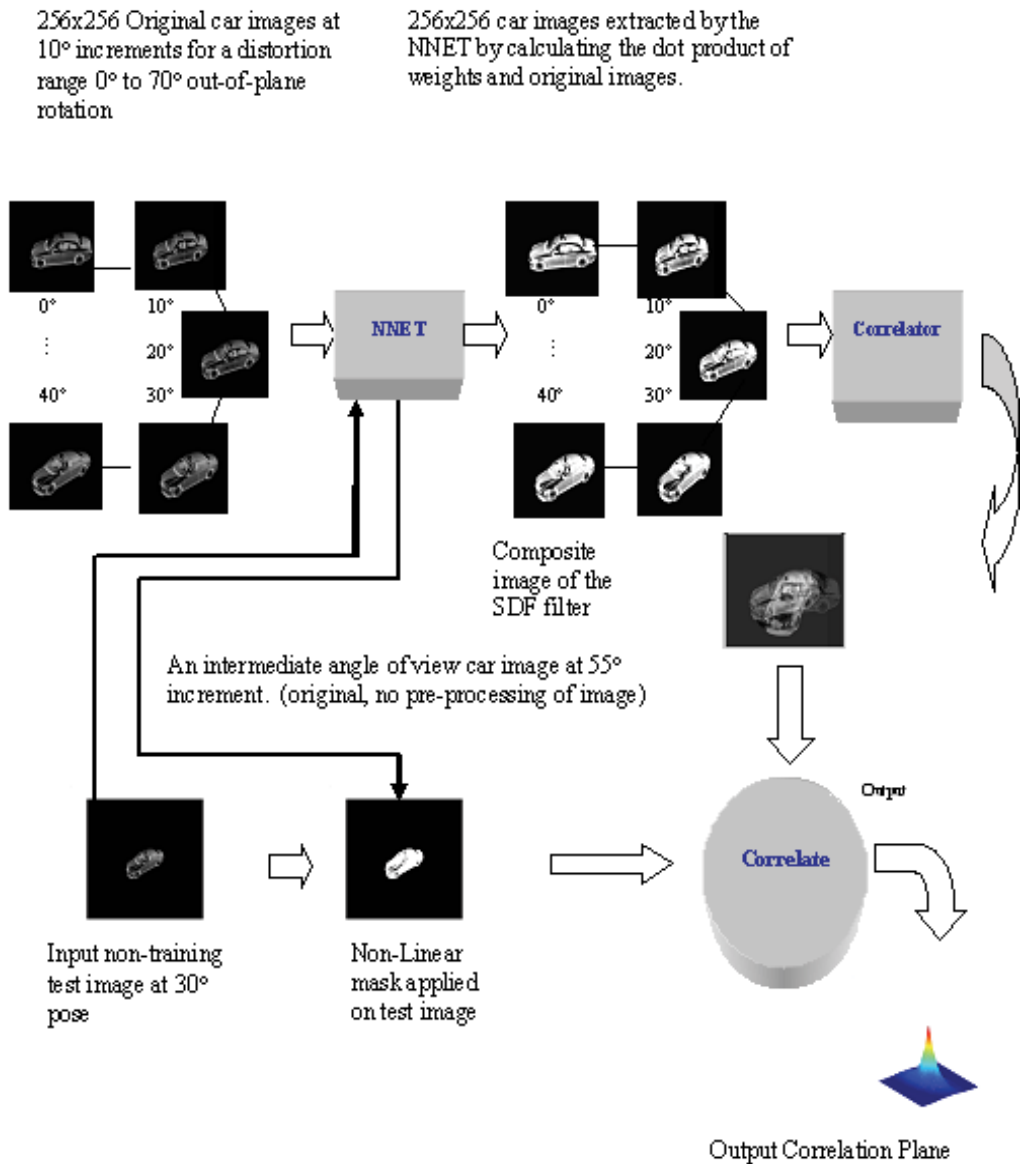 256x256 Original car images at
10° increments for a distortion
range 0° to 70° out-of-plane
rotation
256x256 car images extracted by the
NNET by calculating the dot product of
weights and original images.
0°
10°
⋮
20°
40°
30°
NNET
0°
10°
⋮
20°
40°
30°
Correlator
Composite
image of the
SDF filter
An intermediate angle of view car image at 55°
increment. (original, no pre-processing of image)
Output
Correlate
Input non-training
test image at 30°
pose
Non-Linear
mask applied
on test image
Output Correlation Plane